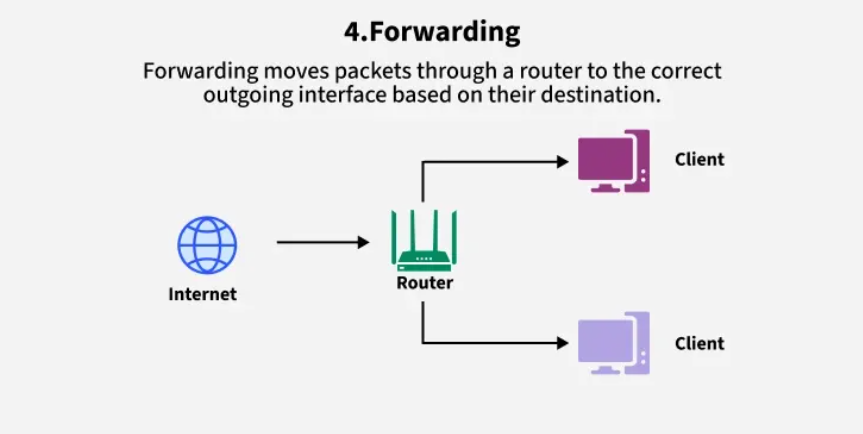 4.Forwarding
Forwarding moves packets through a router to the correct
outgoing interface based on their destination.
Client
Internet
Router
Client